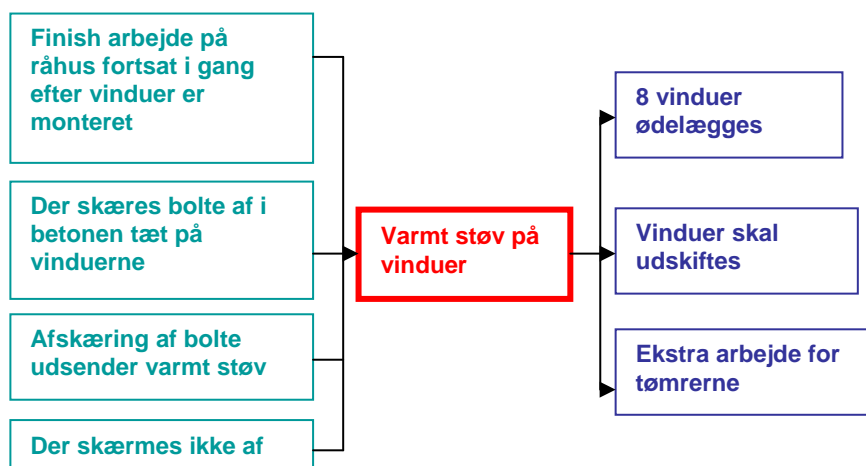 Finish arbejde på
råhus fortsat i gang
efter vinduer er
monteret
Der skæres bolte af i
betonen tæt på
vinduerne
Afskæring af bolte
udsender varmt støv
Der skærmes ikke af
Varmt støv på
vinduer
8 vinduer
ødelægges
Vinduer skal
udskiftes
Ekstra arbejde for
tømrerne